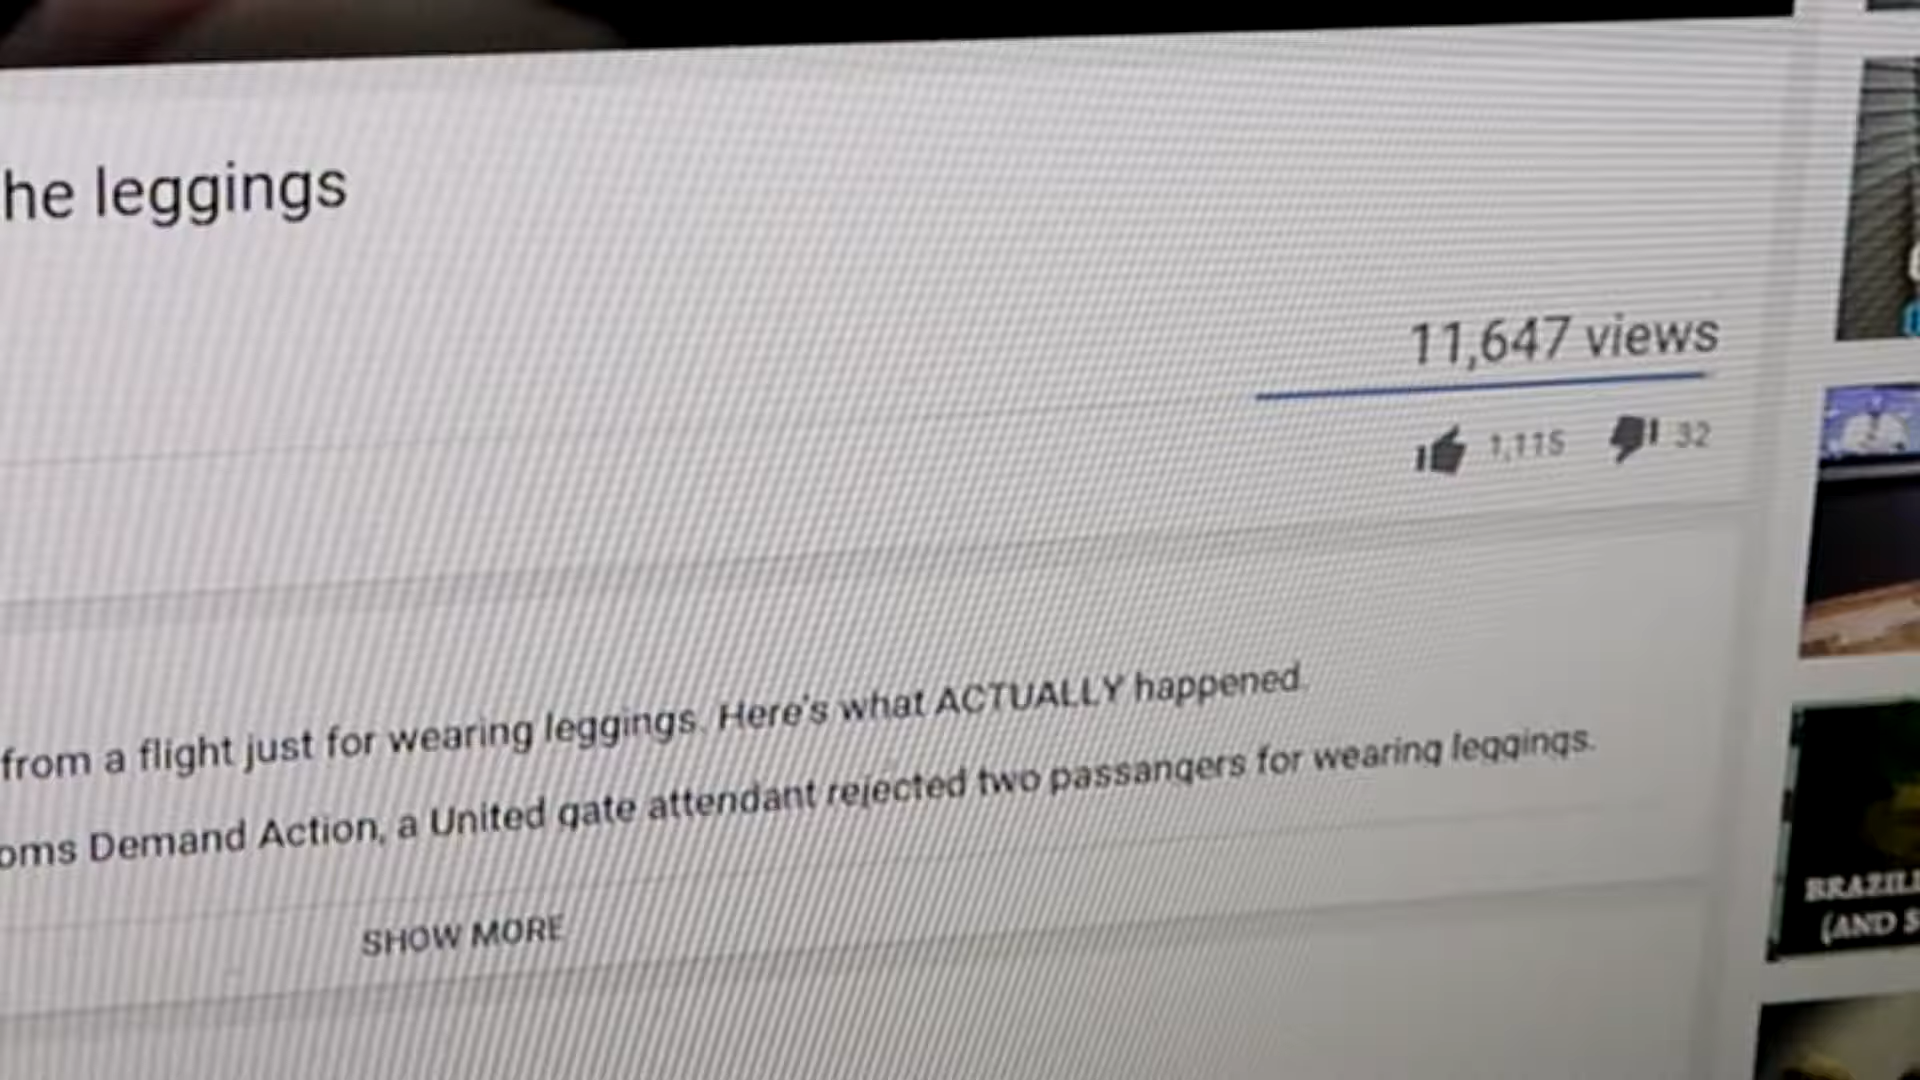 he leggings
11,647 views
1,115 32
from a flight just for wearing leggings. Here's what ACTUALLY happened.
oms Demand Action, a United gate attendant rejected two passangers for wearing leggings.
SHOW MORE
BRAZILI
(AND S